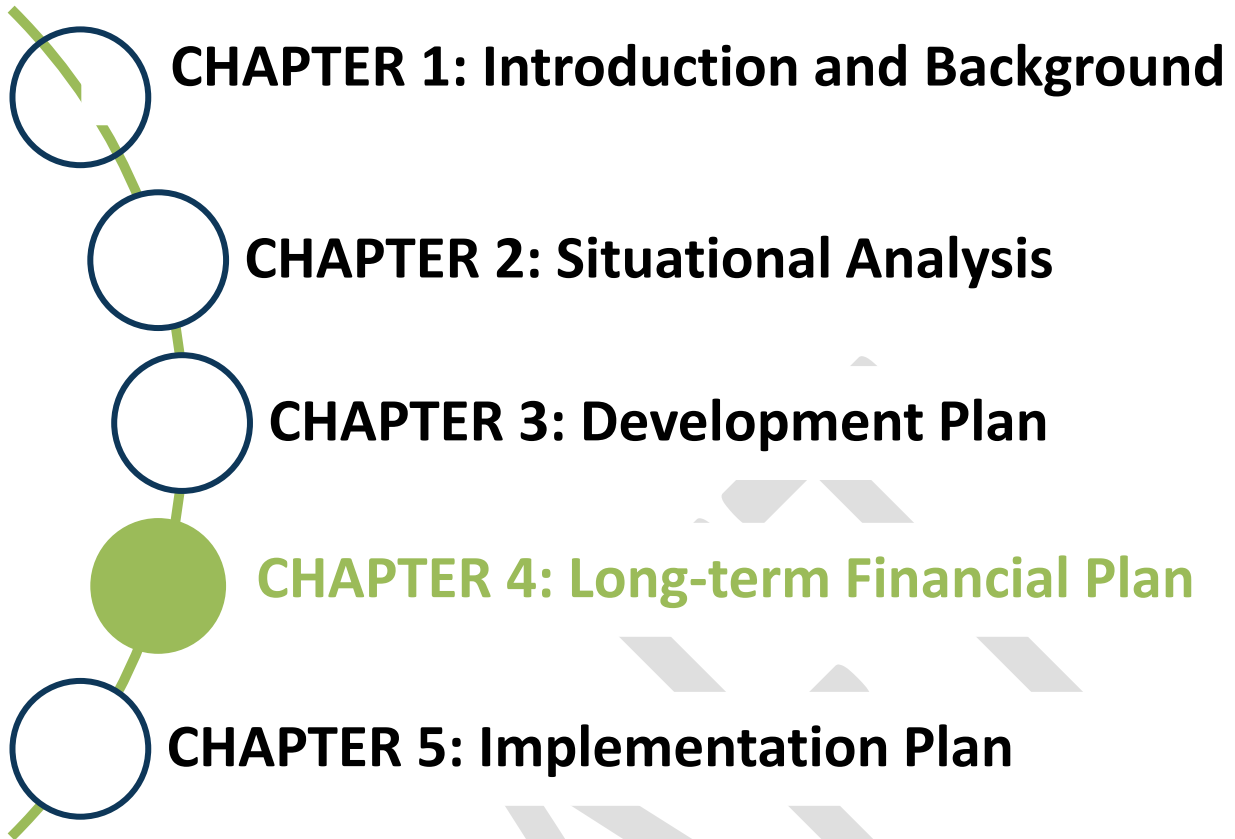 CHAPTER 1: Introduction and Background
CHAPTER 2: Situational Analysis
CHAPTER 3: Development Plan
CHAPTER 4: Long-term Financial Plan
CHAPTER 5: Implementation Plan